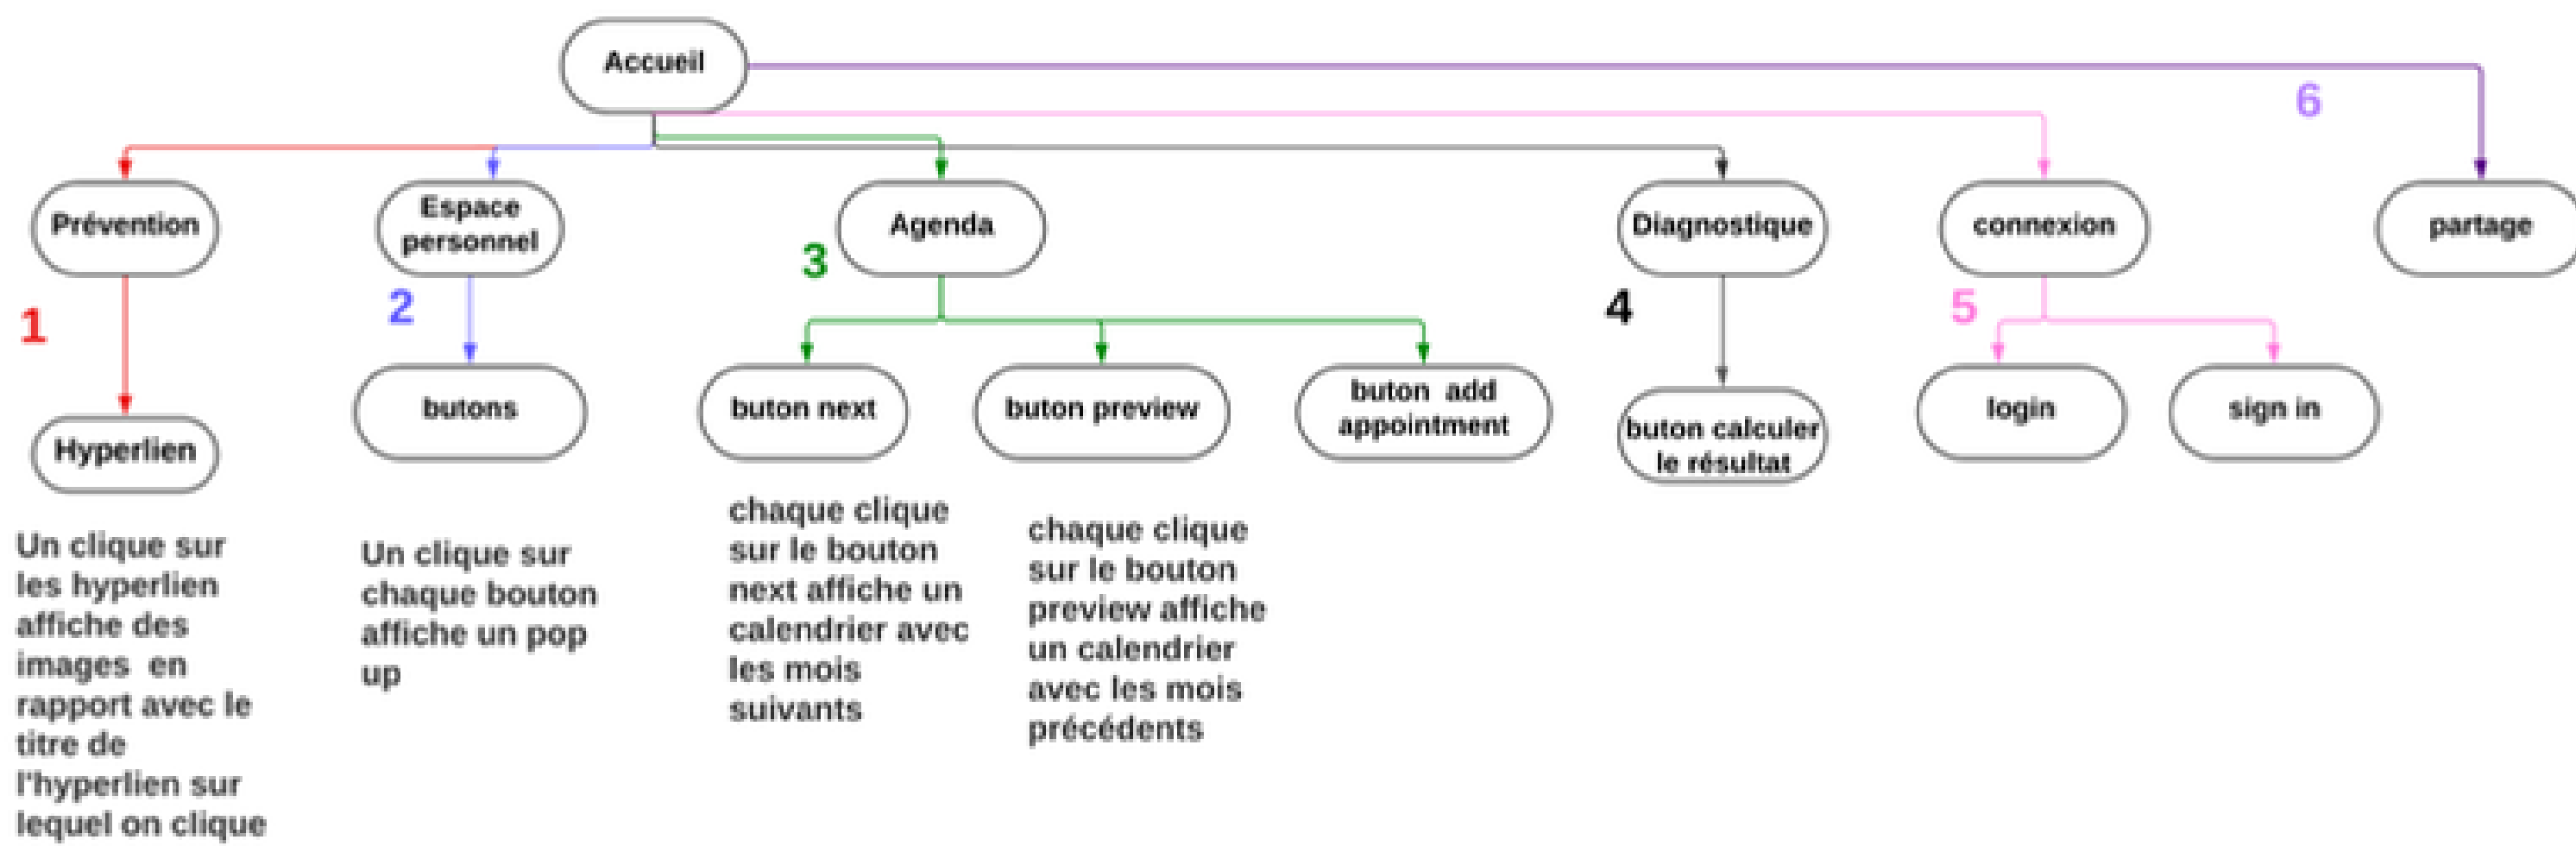 Accueil
6
Prévention
Espace
personnel
Agenda
Diagnostique
connexion
partage
1
2
3
4
5
Hyperlien
butons
buton next
buton preview
buton  add
appointment
buton calculer
le résultat
login
sign in
Un clique sur
les hyperlien
affiche des
images  en
rapport avec le
titre de
l'hyperlien sur
lequel on clique
Un clique sur
chaque bouton
affiche un pop
up
chaque clique
sur le bouton
next affiche un
calendrier avec
les mois
suivants
chaque clique
sur le bouton
preview affiche
un calendrier
avec les mois
précédents